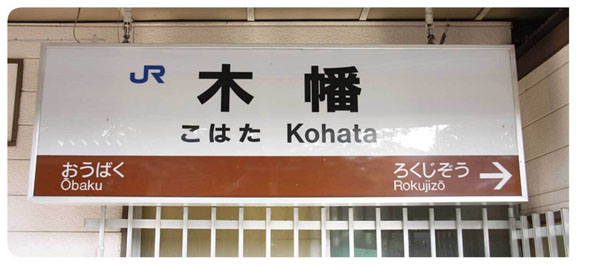 JR 木幡
こはた Kohata
おうばく ろくじぞう
Ōbaku Rokujizō →